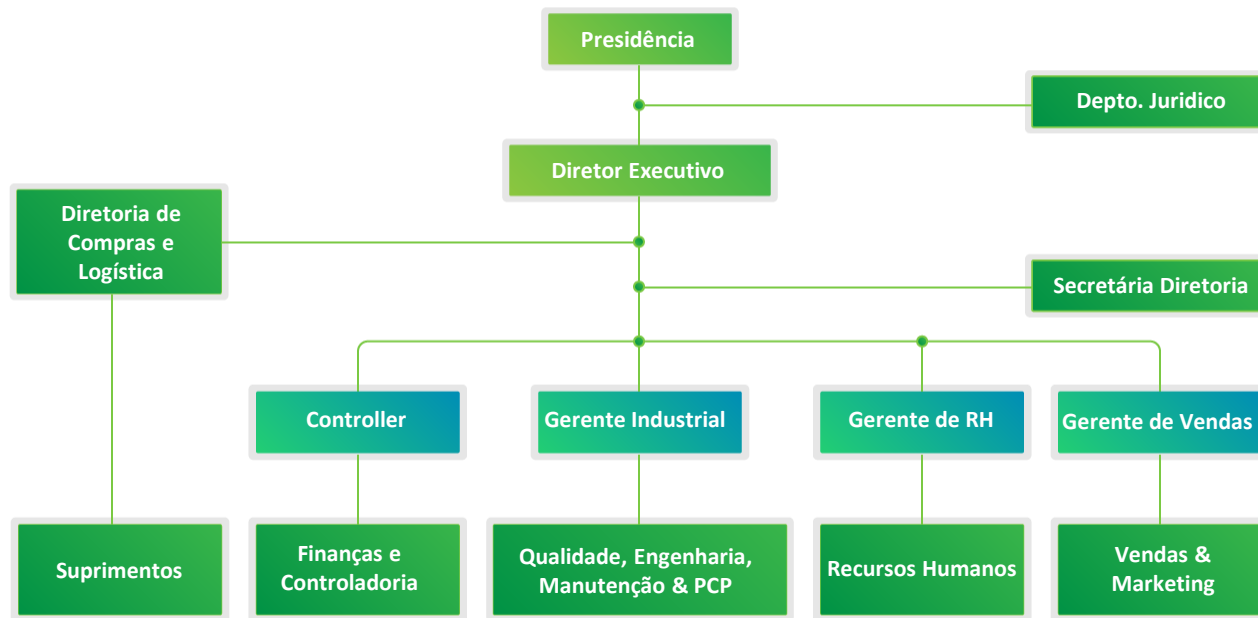 Presidência
Depto. Juridico
Diretor Executivo
Diretoria de
Compras e
Logística
Secretária Diretoria
Controller
Gerente Industrial
Gerente de RH
Gerente de Vendas
Suprimentos
Finanças e
Controladoria
Qualidade, Engenharia,
Manutenção & PCP
Recursos Humanos
Vendas &
Marketing